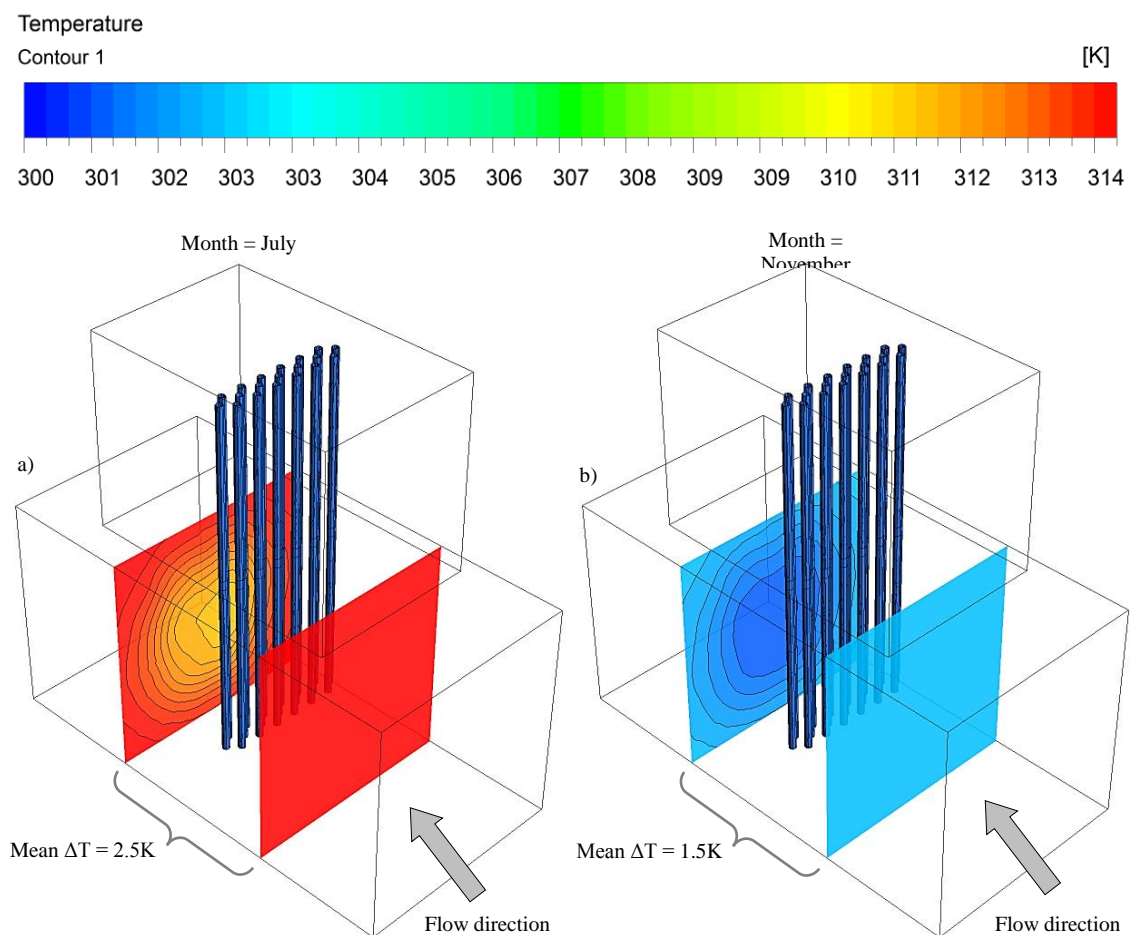 Temperature
Contour 1
[K]
300 301 302 303 303 304 305 306 307 308 309 309 310 311 312 313 314
Month = July
Month =
November
a)
b)
Mean ΔT = 2.5K
Mean ΔT = 1.5K
Flow direction
Flow direction